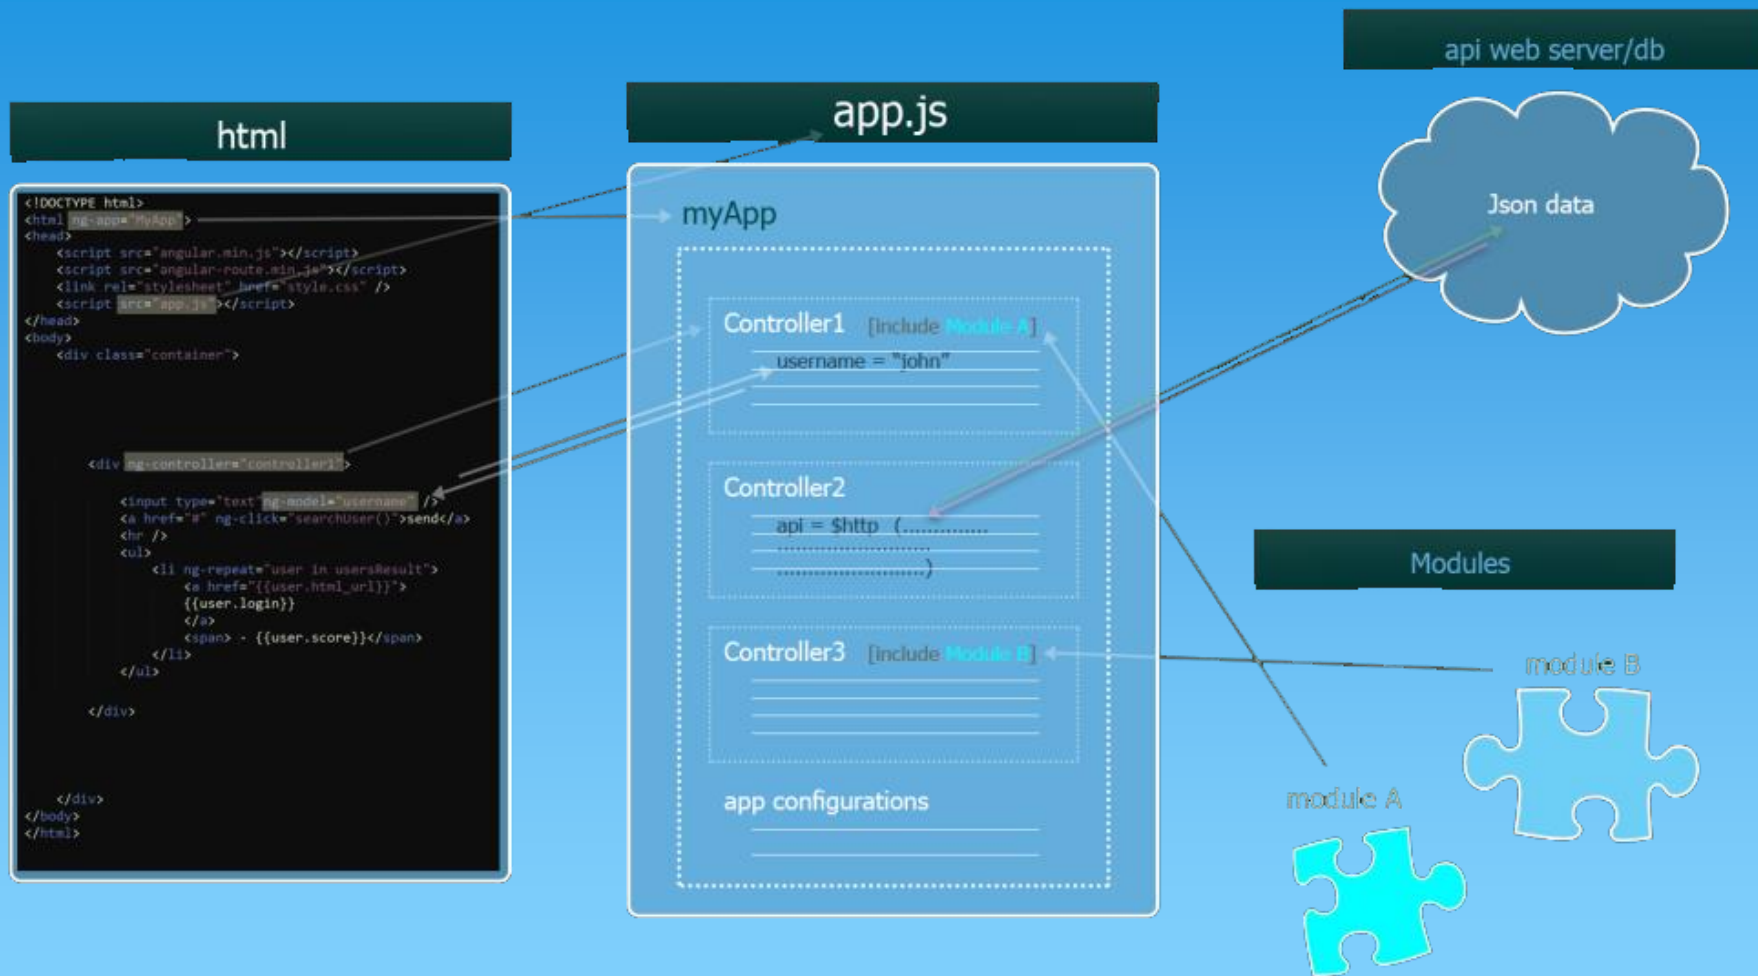 html
<!DOCTYPE html>
<html ng-app="MyApp">
<head>
<script src="angular.min.js"></script>
<script src="angular-route.min.js"></script>
<link rel="stylesheet" href="style.css" />
<script src="app.js"></script>
</head>
<body>
<div class="container">
<div ng-controller="controller1">
<input type="text" ng-model="username" />
<a href="#" ng-click="searchUser()">send</a>
<hr />
<ul>
<li ng-repeat="user in usersResult">
<a href="{{user.html_url}}">
{{user.login}}
</a>
<span> - {{user.score}}</span>
</li>
</ul>
</div>
</div>
</body>
</html>
app.js
myApp
Controller1 [include Module A]
username = "john"
Controller2
api = $http (..............
.........................
........................)
Controller3 [include Module B]
app configurations
api web server/db
Json data
Modules
module B
module A